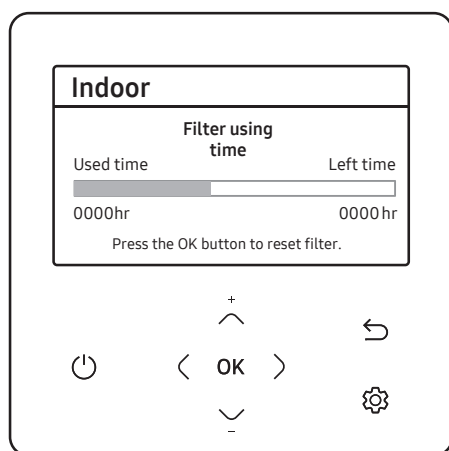 Indoor
Filter using
time
Used time Left time
0000hr 0000hr
Press the OK button to reset filter.
+
OK
−